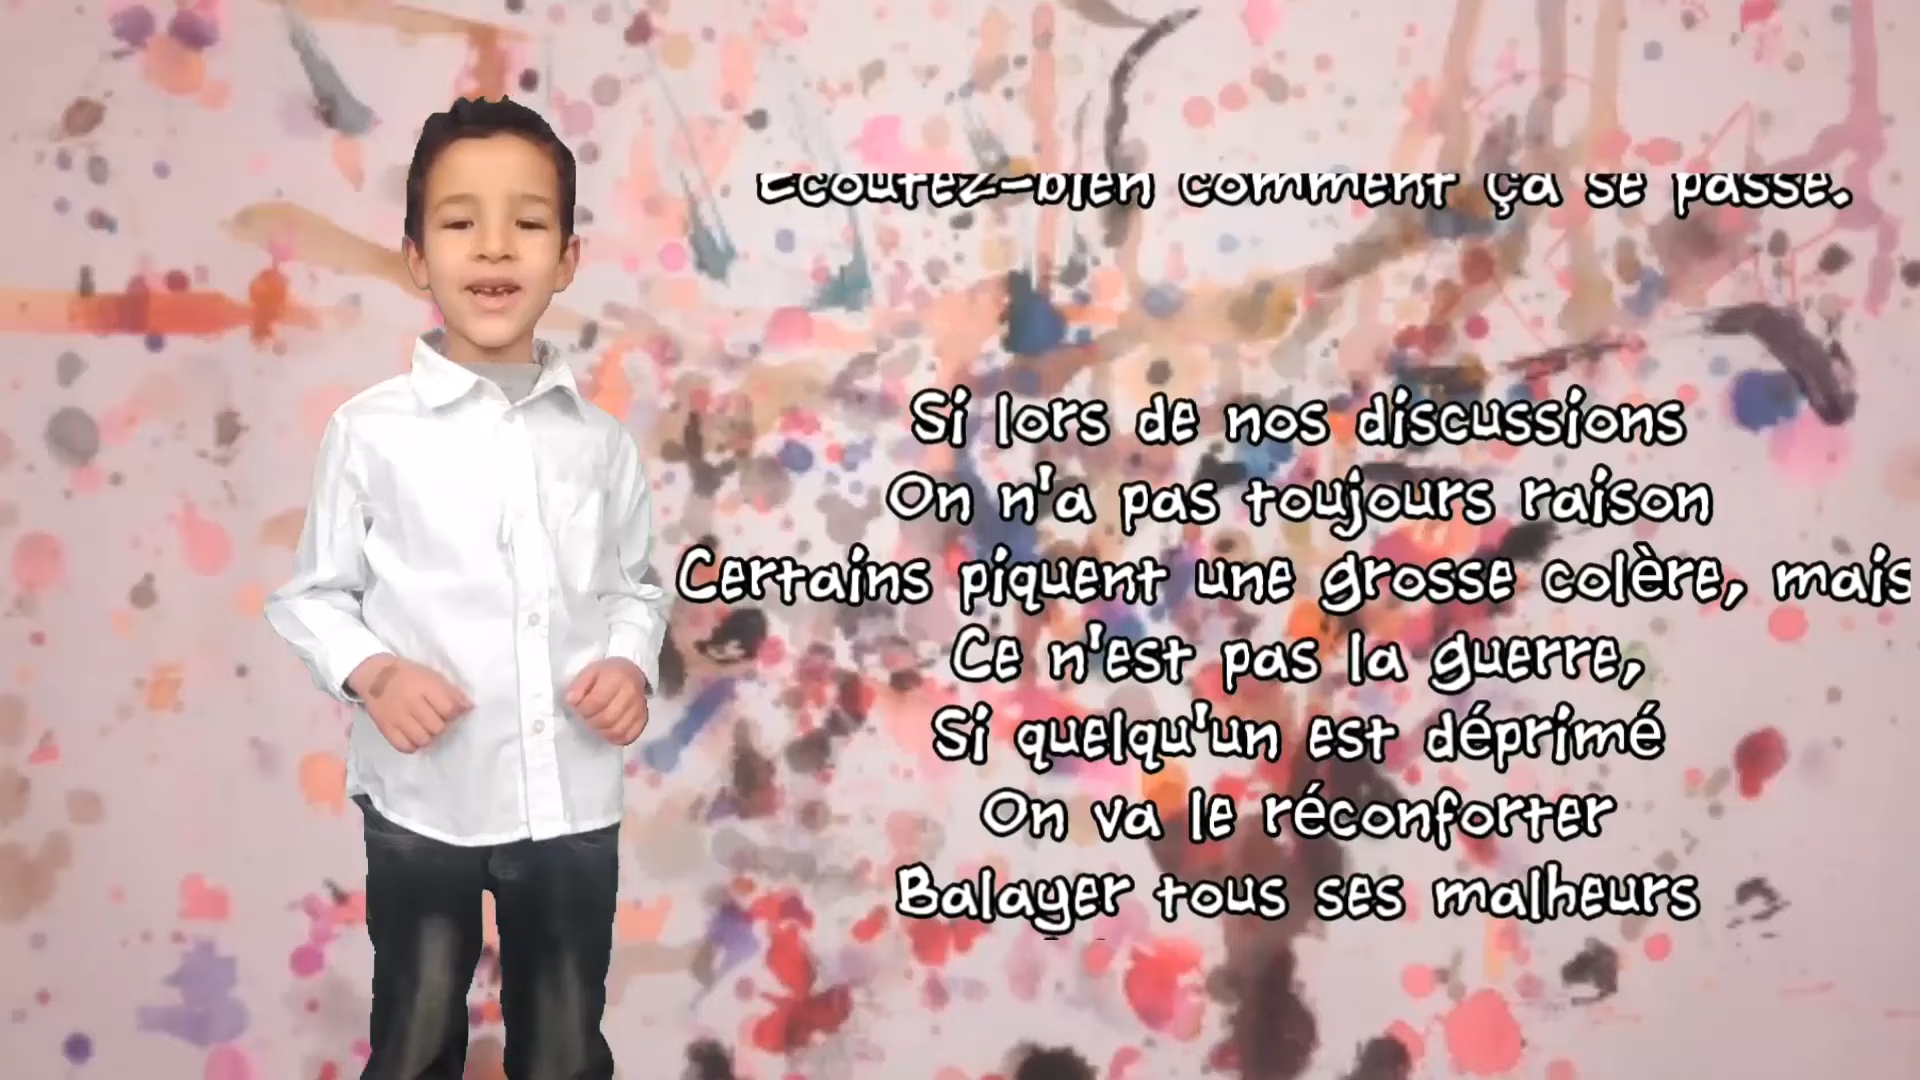 Ecoutez-bien comment ça se passe.
Si lors de nos discussions
On n'a pas toujours raison
Certains piquent une grosse colère, mais
Ce n'est pas la guerre,
Si quelqu'un est déprimé
On va le réconforter
Balayer tous ses malheurs